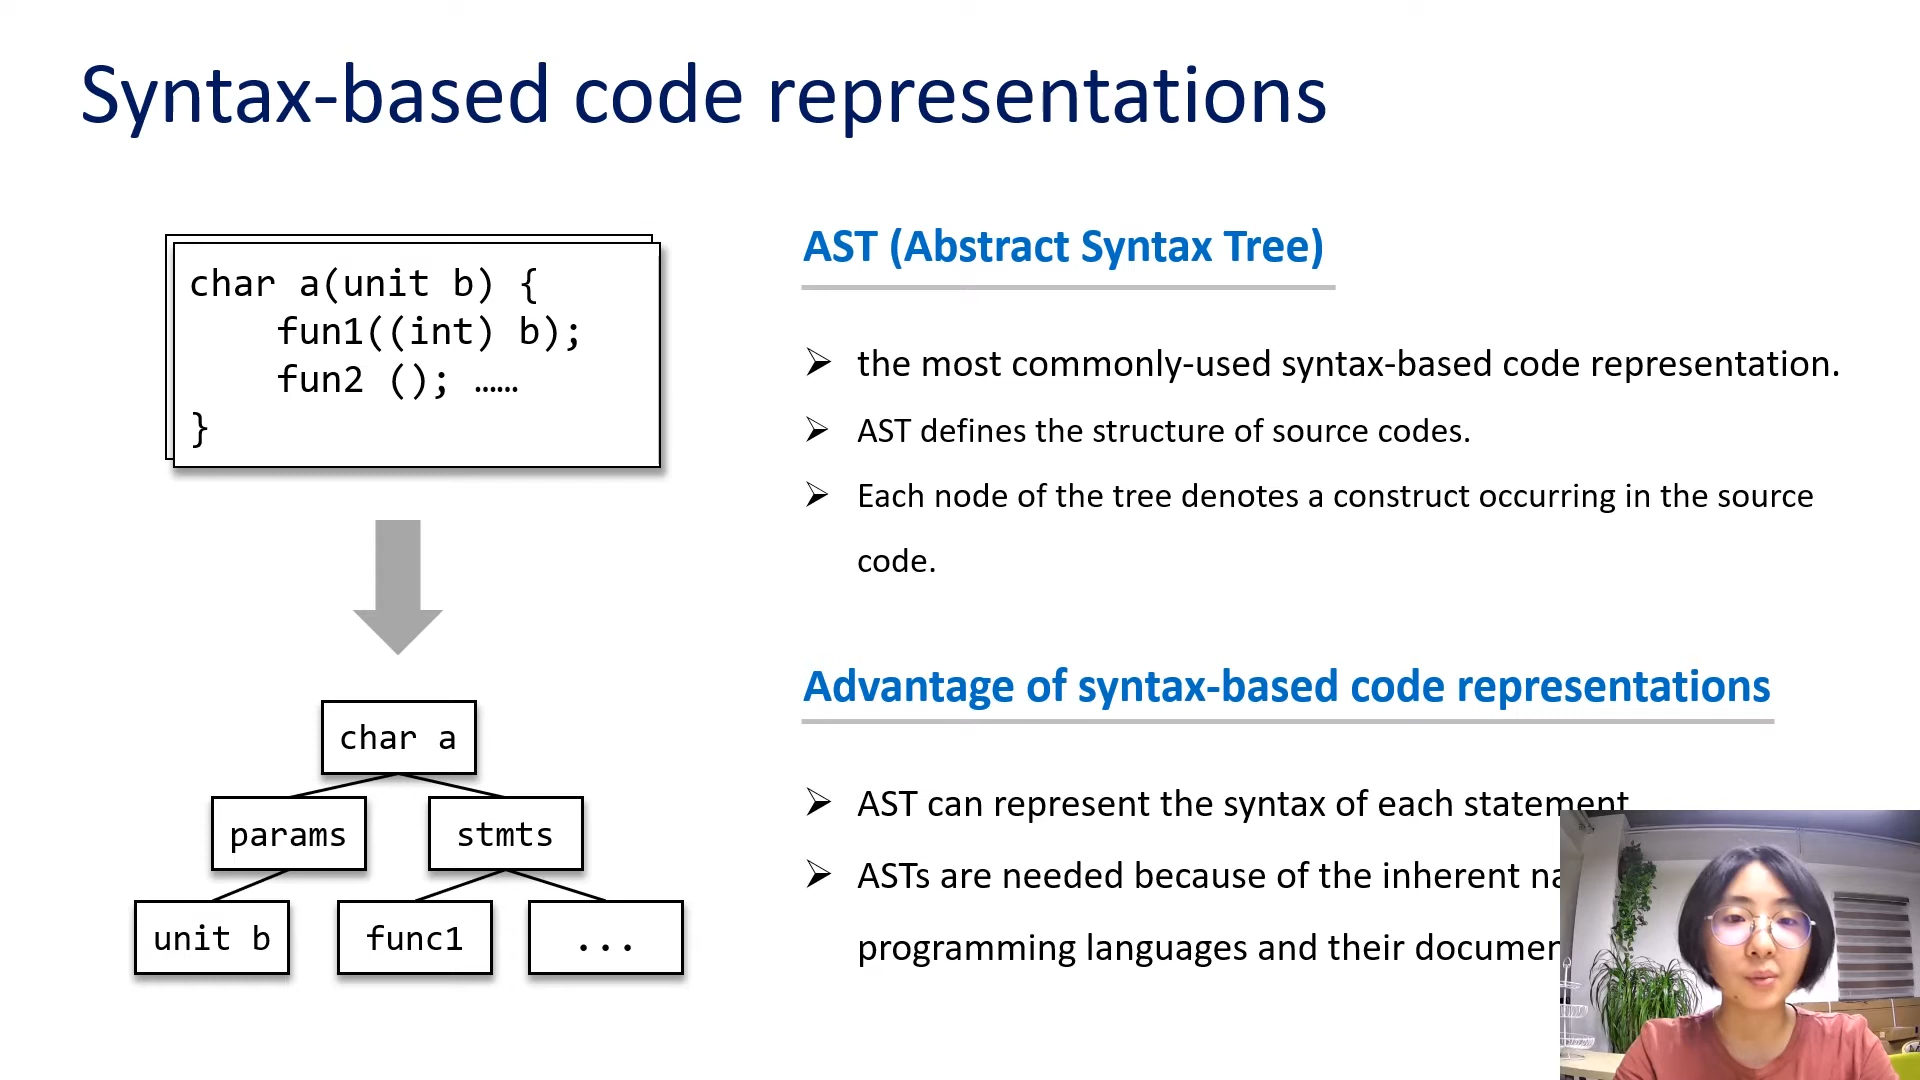 Syntax-based code representations
char a(unit b) {
fun1((int) b);
fun2 (); ……
}
char a
params
stmts
unit b
func1
...
AST (Abstract Syntax Tree)
the most commonly-used syntax-based code representation.
AST defines the structure of source codes.
Each node of the tree denotes a construct occurring in the source
code.
Advantage of syntax-based code representations
AST can represent the syntax of each statement
ASTs are needed because of the inherent
programming languages and their